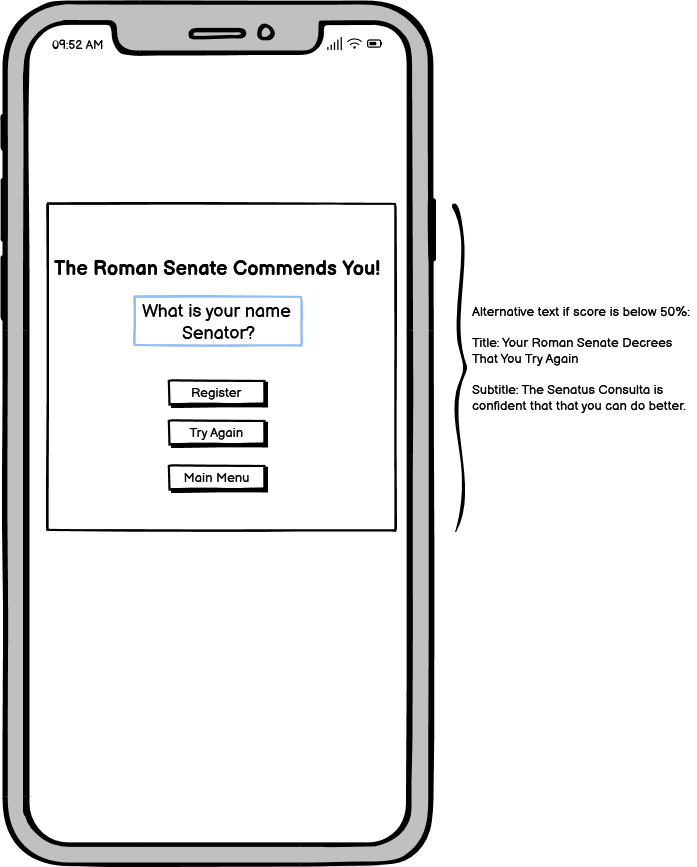 09:52 AM
The Roman Senate Commends You!
What is your name
Senator?
Register
Try Again
Main Menu
Alternative text if score is below 50%:
Title: Your Roman Senate Decrees
That You Try Again
Subtitle: The Senatus Consulta is
confident that that you can do better.